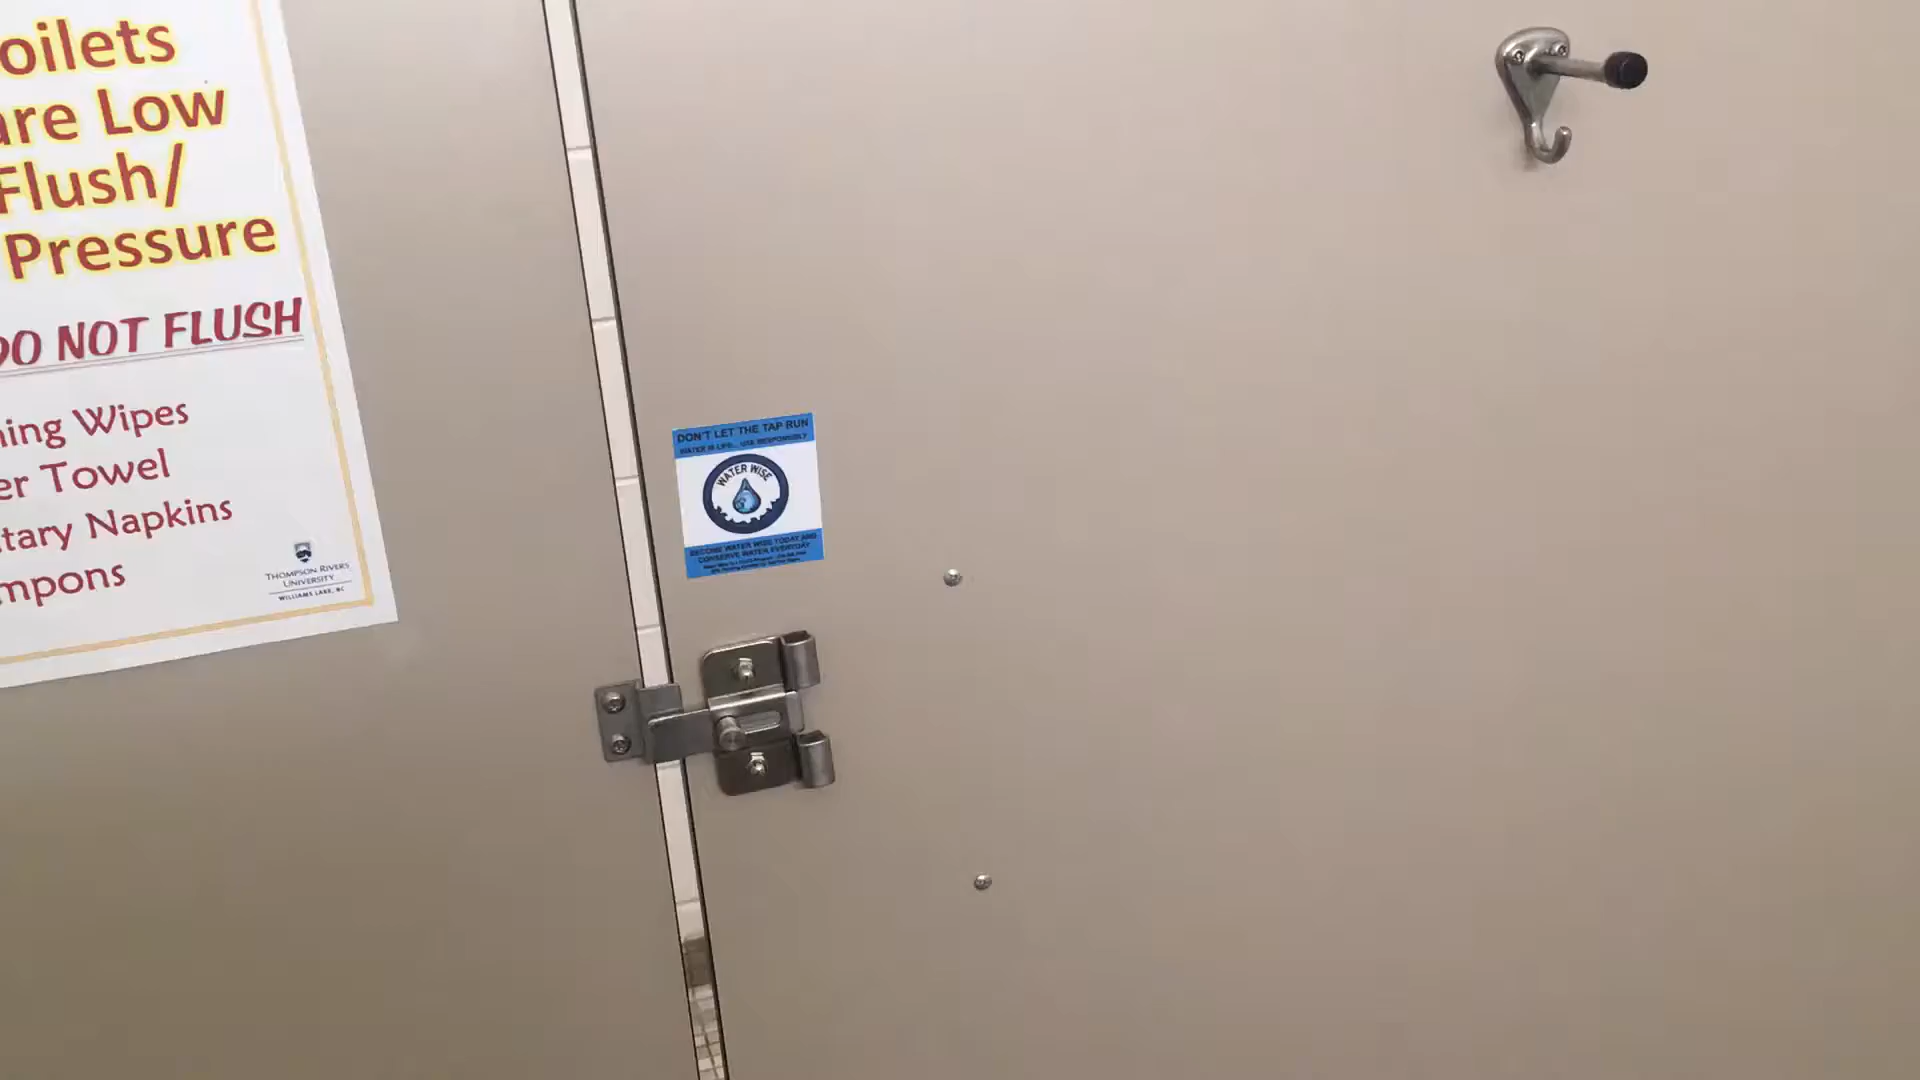 oilets
are Low
Flush/
Pressure
DO NOT FLUSH
ning Wipes
er Towel
itary Napkins
mpons
THOMPSON RIVERS
UNIVERSITY
WILLIAMS LAKE, BC
DON'T LET THE TAP RUN
WATER IS LIFE... USE RESPONSIBLY
WATER WISE
BECOME WATER WISE TODAY AND
CONSERVE WATER EVERYDAY